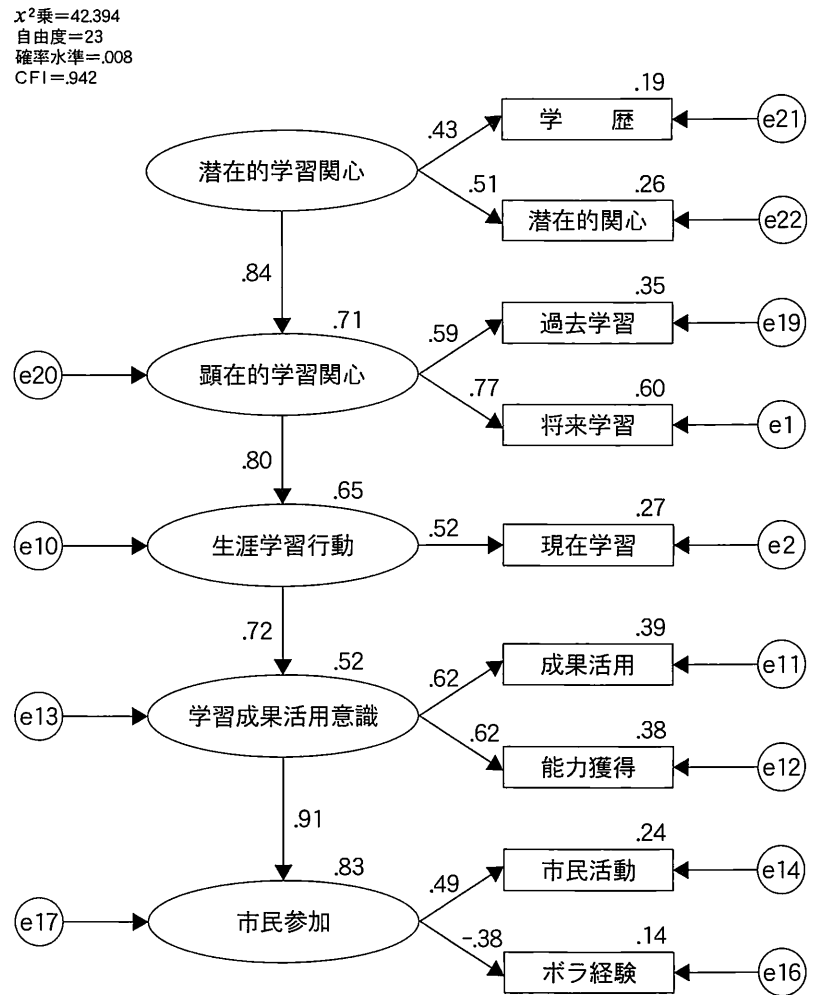 x²乗=42.394
自由度=23
確率水準=.008
CFI=.942
.19
学 歴
e21
.43
潜在的学習関心
.51
.26
潜在的関心
e22
.84
.35
過去学習
e19
.71
.59
e20
顕在的学習関心
.77
.60
将来学習
e1
.80
.65
.27
e10
生涯学習行動
.52
現在学習
e2
.72
.39
成果活用
e11
.52
.62
e13
学習成果活用意識
.62
.38
能力獲得
e12
.91
.24
市民活動
e14
.83
.49
e17
市民参加
-.38
.14
ボラ経験
e16